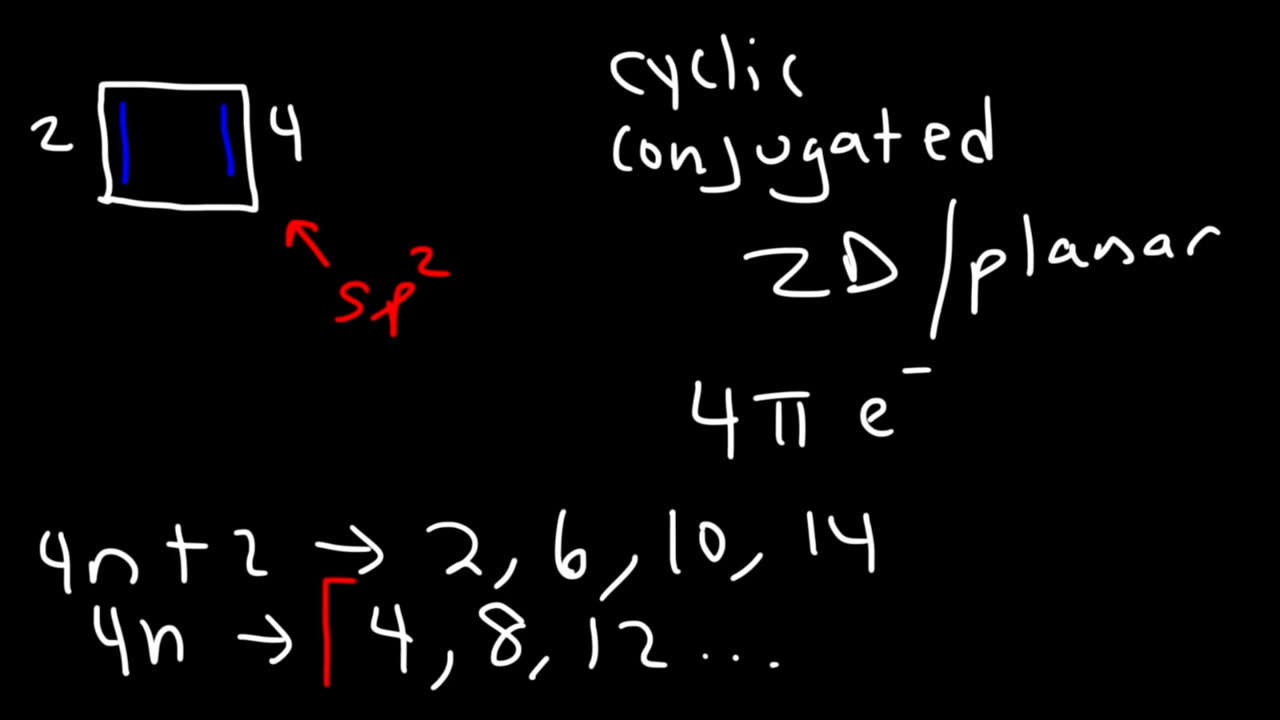 cyclic
conjugated
2 4
2D/planar
sp²
4π e⁻
4n+2 → 2, 6, 10, 14
4n → 4, 8, 12 ...